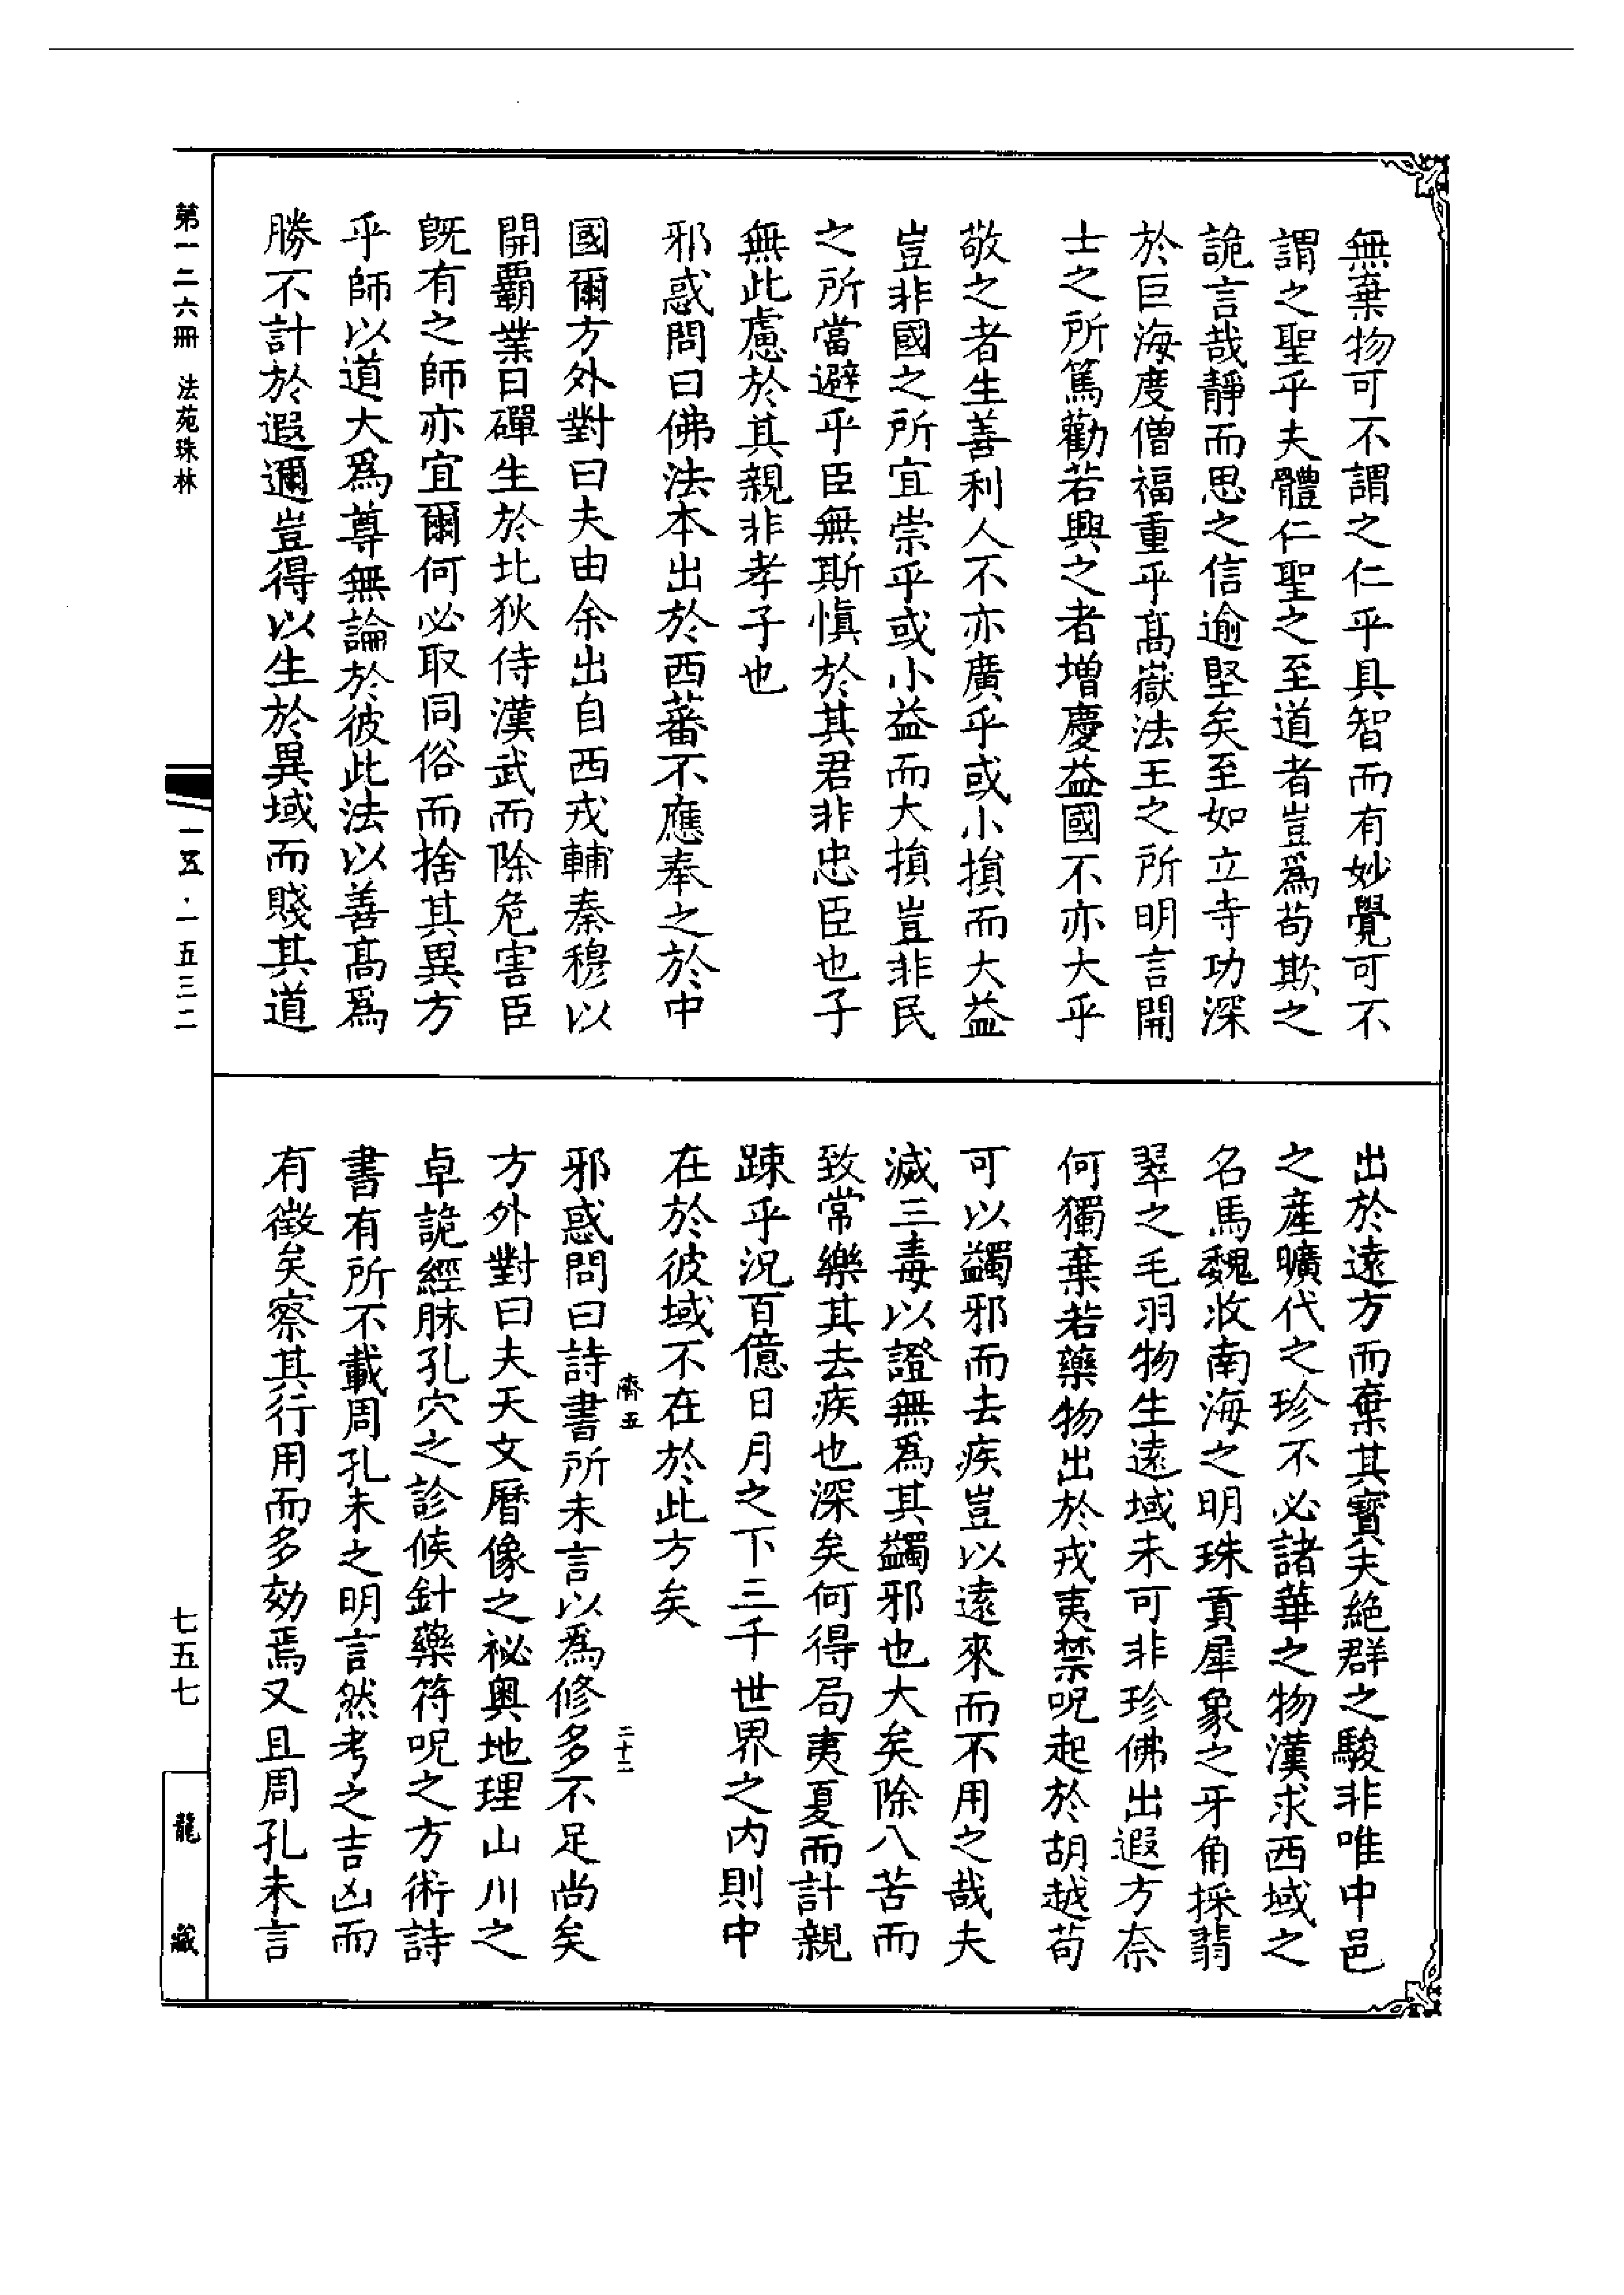 無棄物可不謂之仁乎具智而有妙覺可不
謂之聖乎夫體仁聖之至道者豈爲苟欺之
詭言哉靜而思之信逾堅矣至如立寺功深
於巨海度僧福重乎髙嶽法王之所明言開
士之所篤勸若興之者增慶益國不亦大乎
敬之者生善利人不亦廣乎或小損而大益
豈非國之所宜崇乎或小益而大損豈非民
之所當避乎臣無斯愼於其君非忠臣也子
無此慮於其親非孝子也
邪惑問曰佛法本出於西蕃不應奉之於中
國爾方外對曰夫由余出自西戎輔秦穆以
開覇業日磾生於北狄侍漢武而除危害臣
旣有之師亦宜爾何必取同俗而捨其異方
乎師以道大爲尊無論於彼此法以善髙爲
勝不計於遐邇豈得以生於異域而賤其道
出於遠方而棄其寶夫絕群之駿非唯中邑
之產曠代之珍不必諸華之物漢求西域之
名馬魏收南海之明珠貢犀象之牙角採翡
翠之毛羽物生遠域未可非珍佛出遐方奈
何獨棄若藥物出於戎夷禁呪起於胡越苟
可以蠲邪而去疾豈以遠來而不用之哉夫
滅三毒以證無爲其蠲邪也大矣除八苦而
致常樂其去疾也深矣何得局夷夏而計親
踈乎況百億日月之下三千世界之内則中
在於彼域不在於此方矣
邪惑問曰詩書所未言以爲修多不足尚矣
濟五
二十二
方外對曰夫天文曆像之祕奥地理山川之
卓詭經脉孔穴之診候針藥符呪之方術詩
書有所不載周孔未之明言然考之吉凶而
有徵矣察其行用而多効焉又且周孔未言
第一二六冊 法苑珠林
一五·一五三二
七五七
龍藏